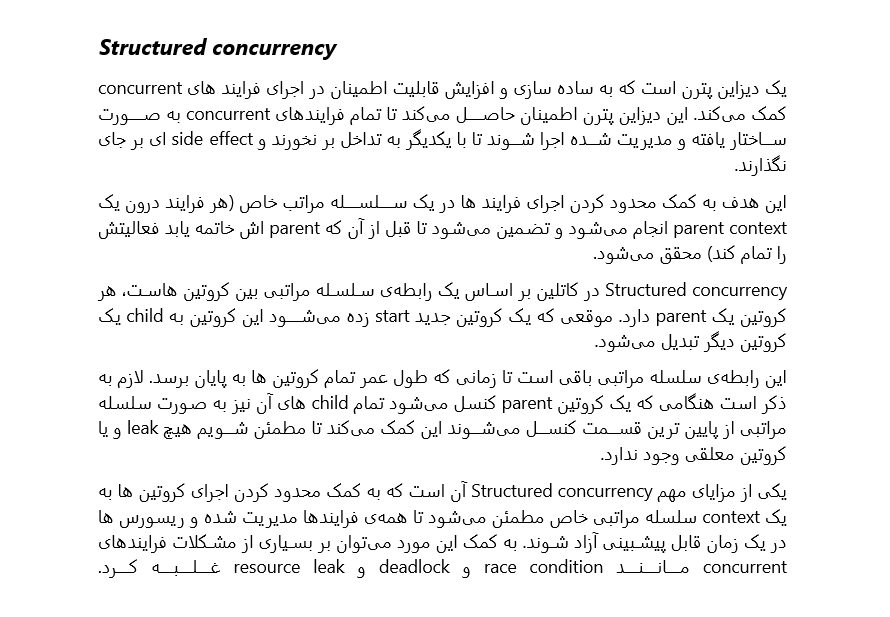 Structured concurrency
یک دیزاین پترن است که به ساده سازی و افزایش قابلیت اطمینان در اجرای فرایند های concurrent
کمک می‌کند. این دیزاین پترن اطمینان حاصل می‌کند تا تمام فرایندهای concurrent به صورت
ساختار یافته و مدیریت شده اجرا شوند تا با یکدیگر به تداخل بر نخورند و side effect ای بر جای
نگذارند.
این هدف به کمک محدود کردن اجرای فرایند ها در یک سلسله مراتب خاص (هر فرایند درون یک
parent context انجام می‌شود و تضمین می‌شود تا قبل از آن که parent اش خاتمه یابد فعالیتش
را تمام کند) محقق می‌شود.
Structured concurrency در کاتلین بر اساس یک رابطه‌ی سلسله مراتبی بین کروتین هاست، هر
کروتین یک parent دارد. موقعی که یک کروتین جدید start زده می‌شود این کروتین به child یک
کروتین دیگر تبدیل می‌شود.
این رابطه‌ی سلسله مراتبی باقی است تا زمانی که طول عمر تمام کروتین ها به پایان برسد. لازم به
ذکر است هنگامی که یک کروتین parent کنسل می‌شود تمام child های آن نیز به صورت سلسله
مراتبی از پایین ترین قسمت کنسل می‌شوند این کمک می‌کند تا مطمئن شویم هیچ leak و یا
کروتین معلقی وجود ندارد.
یکی از مزایای مهم Structured concurrency آن است که به کمک محدود کردن اجرای کروتین ها به
یک context سلسله مراتبی خاص مطمئن می‌شود تا همه‌ی فرایندها مدیریت شده و ریسورس ها
در یک زمان قابل پیشبینی آزاد شوند. به کمک این مورد می‌توان بر بسیاری از مشکلات فرایندهای
concurrent مانند race condition و deadlock و resource leak غلبه کرد.